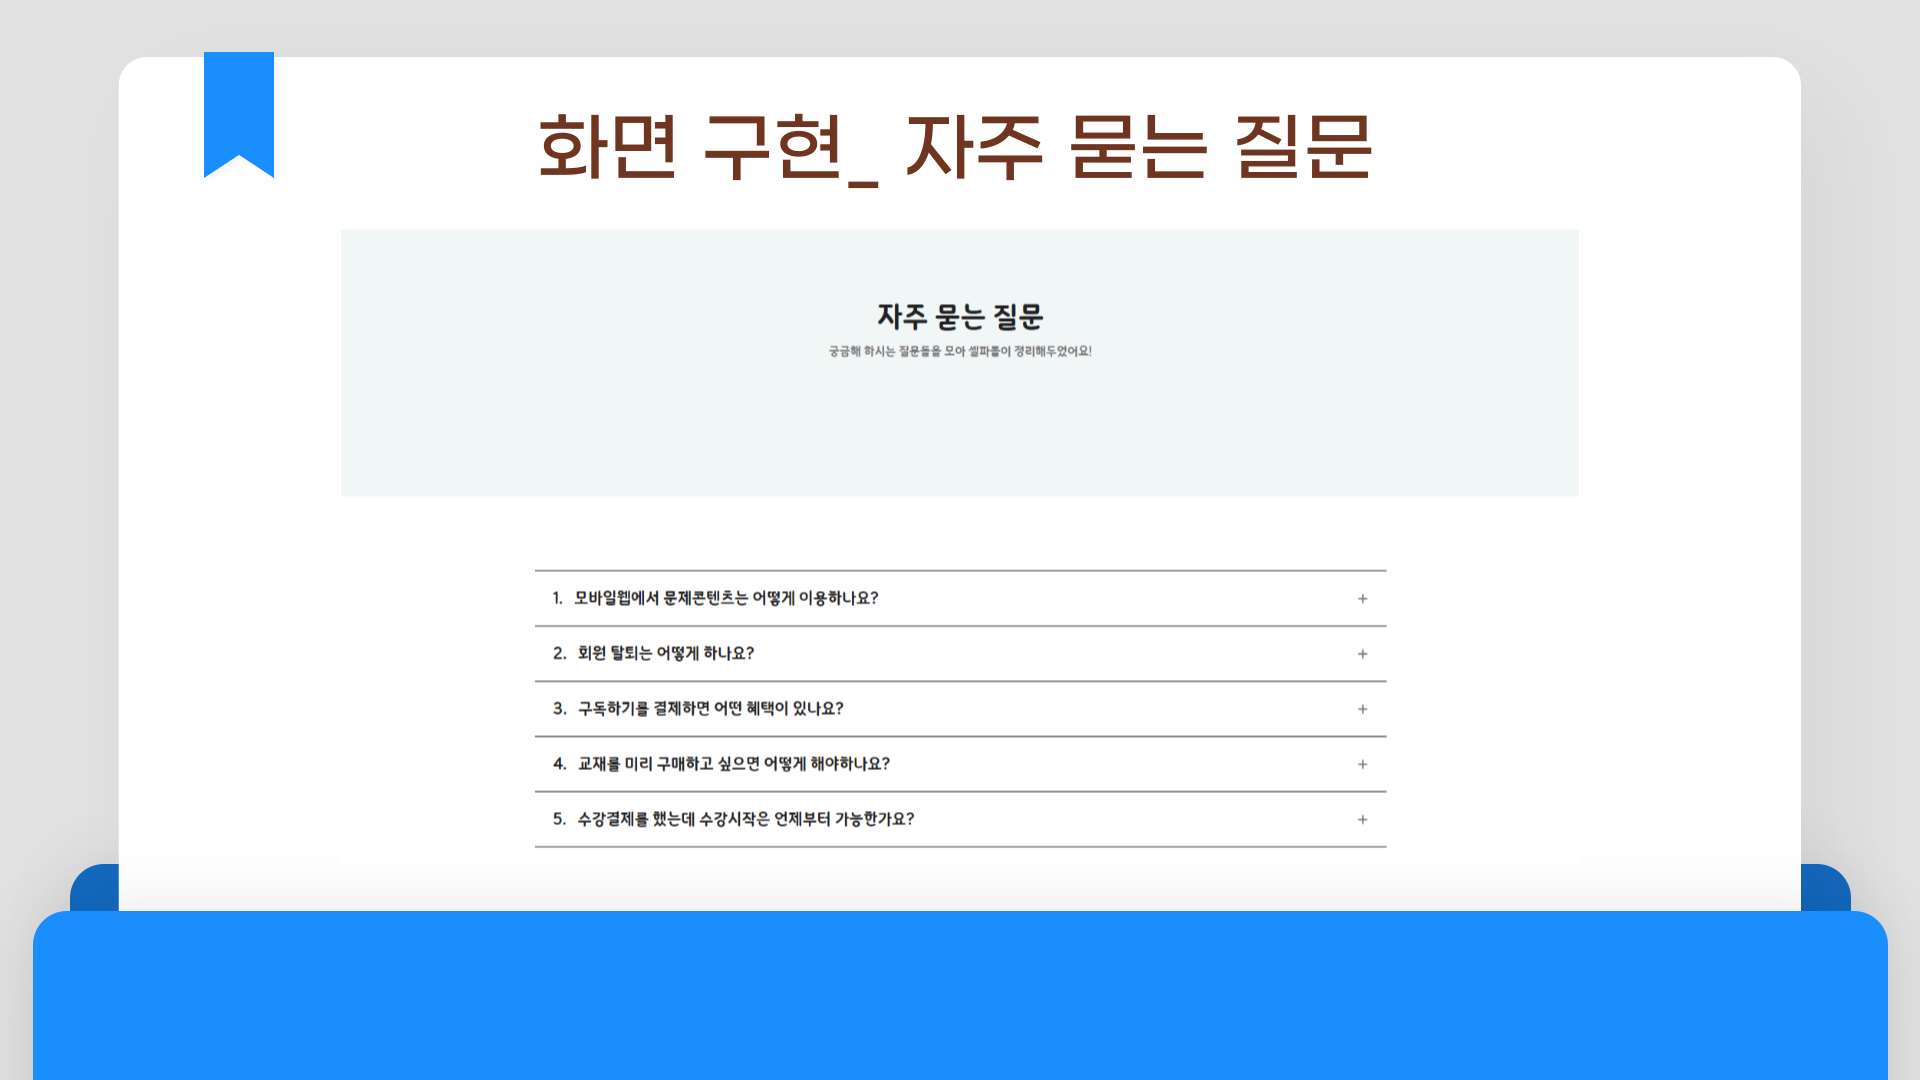 화면 구현_ 자주 묻는 질문
자주 묻는 질문
궁금해 하시는 질문들을 모아 셀파쫄이 정리해두었어요!
1. 모바일웹에서 문제콘텐츠는 어떻게 이용하나요? +
2. 회원 탈퇴는 어떻게 하나요? +
3. 구독하기를 결제하면 어떤 혜택이 있나요? +
4. 교재를 미리 구매하고 싶으면 어떻게 해야하나요? +
5. 수강결제를 했는데 수강시작은 언제부터 가능한가요? +